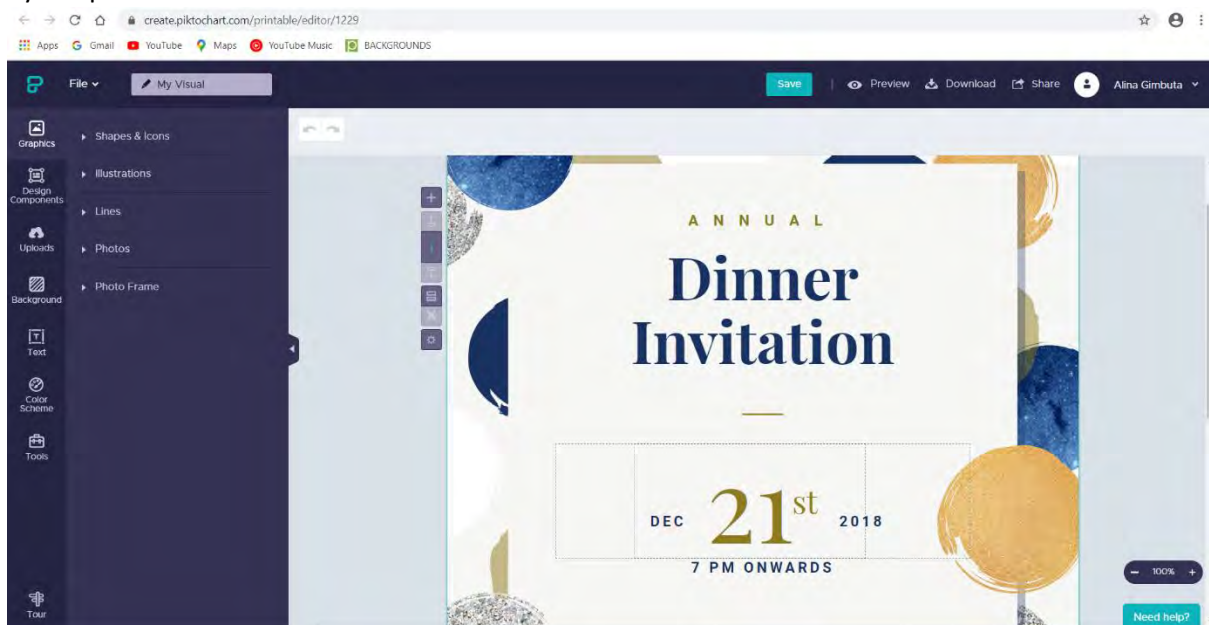 create.piktochart.com/printable/editor/1229
Apps Gmail YouTube Maps YouTube Music BACKGROUNDS
File My Visual Save Preview Download Share Alina Gimbuta
Graphics
Shapes & Icons
Illustrations
Design
Components
Lines
Uploads
Photos
Background
Photo Frame
Text
Color
Scheme
Tools
Tour
ANNUAL
Dinner
Invitation
DEC 21st 2018
7 PM ONWARDS
100%
Need help?